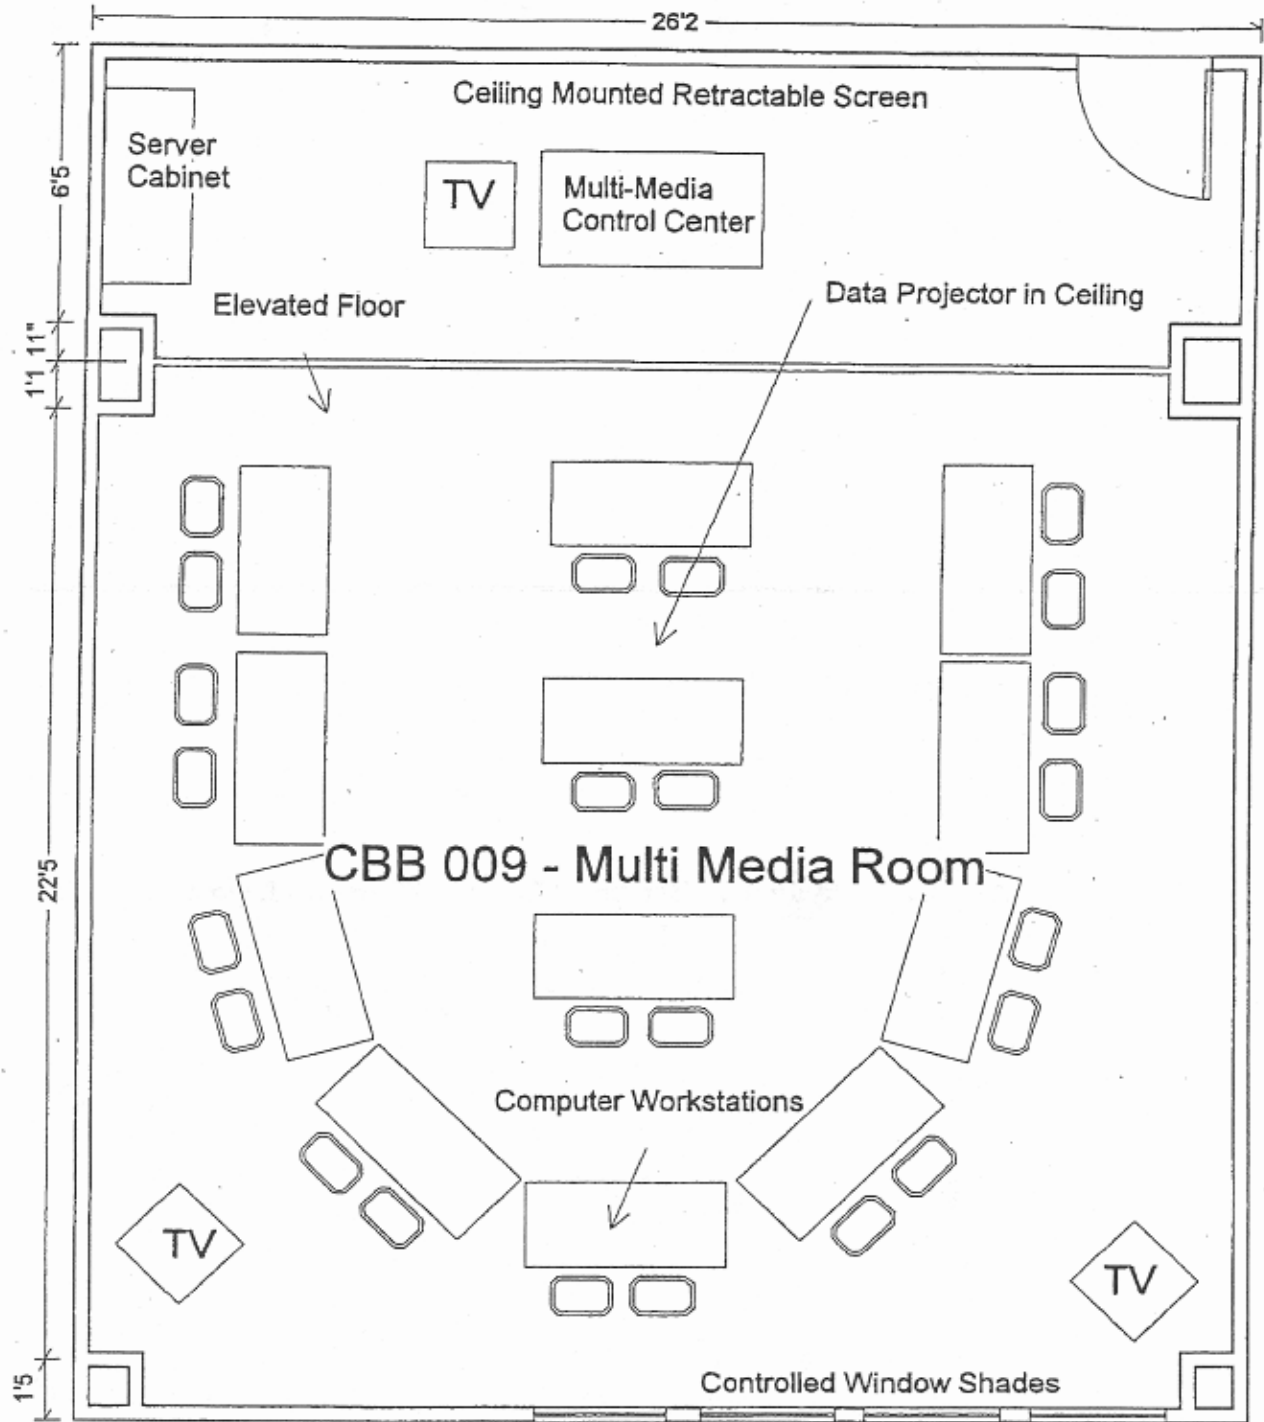 26'2
Ceiling Mounted Retractable Screen
Server
Cabinet
TV
Multi-Media
Control Center
6'5
Elevated Floor
Data Projector in Ceiling
11"
1'1
CBB 009 - Multi Media Room
22'5
Computer Workstations
TV
TV
1'5
Controlled Window Shades